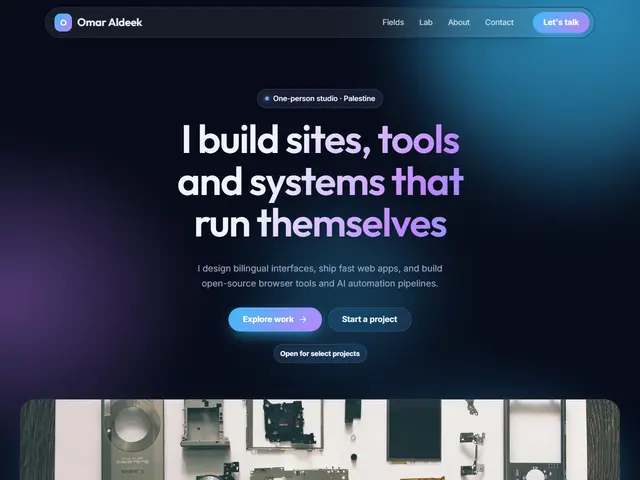 Omar Aldeek
Fields
Lab
About
Contact
Let's talk
One-person studio · Palestine
I build sites, tools
and systems that
run themselves
I design bilingual interfaces, ship fast web apps, and build
open-source browser tools and AI automation pipelines.
Explore work →
Start a project
Open for select projects